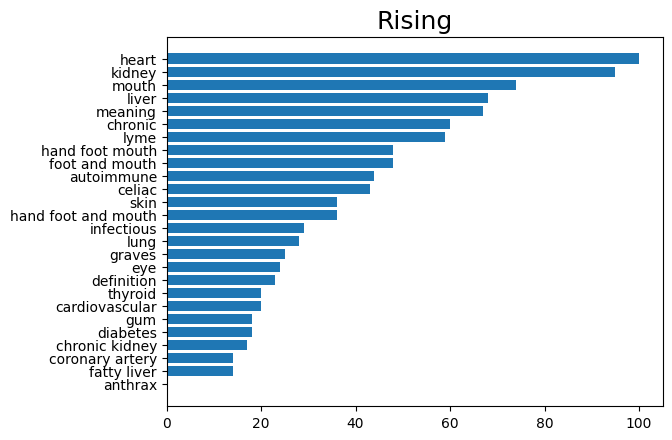 Rising
heart
kidney
mouth
liver
meaning
chronic
lyme
hand foot mouth
foot and mouth
autoimmune
celiac
skin
hand foot and mouth
infectious
lung
graves
eye
definition
thyroid
cardiovascular
gum
diabetes
chronic kidney
coronary artery
fatty liver
anthrax
0 20 40 60 80 100